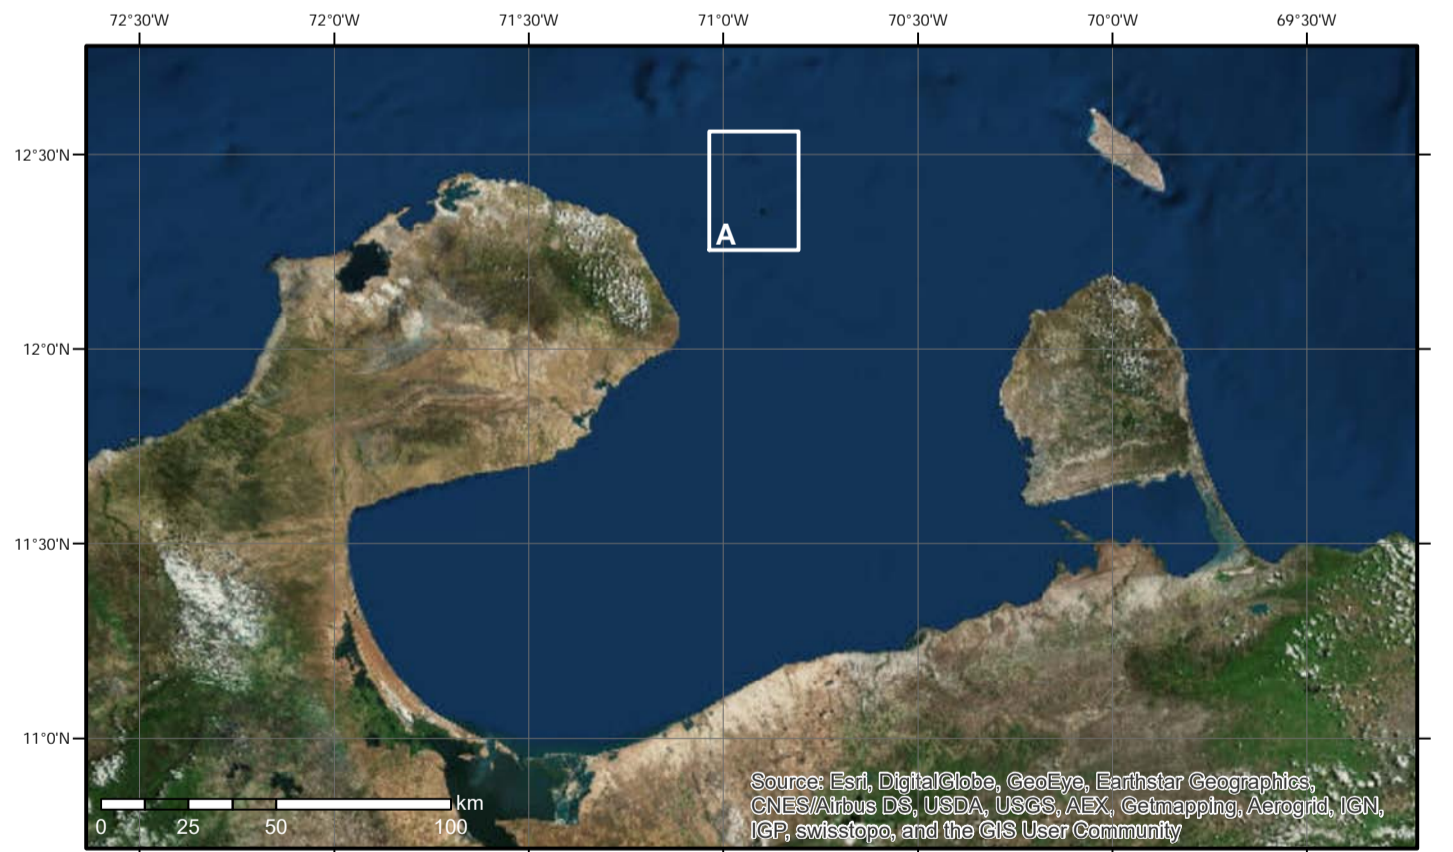 72°30'W 72°0'W 71°30'W 71°0'W 70°30'W 70°0'W 69°30'W
12°30'N
A
12°0'N
11°30'N
11°0'N
Source: Esri, DigitalGlobe, GeoEye, Earthstar Geographics,
CNES/Airbus DS, USDA, USGS, AEX, Getmapping, Aerogrid, IGN,
IGP, swisstopo, and the GIS User Community
km
0 25 50 100